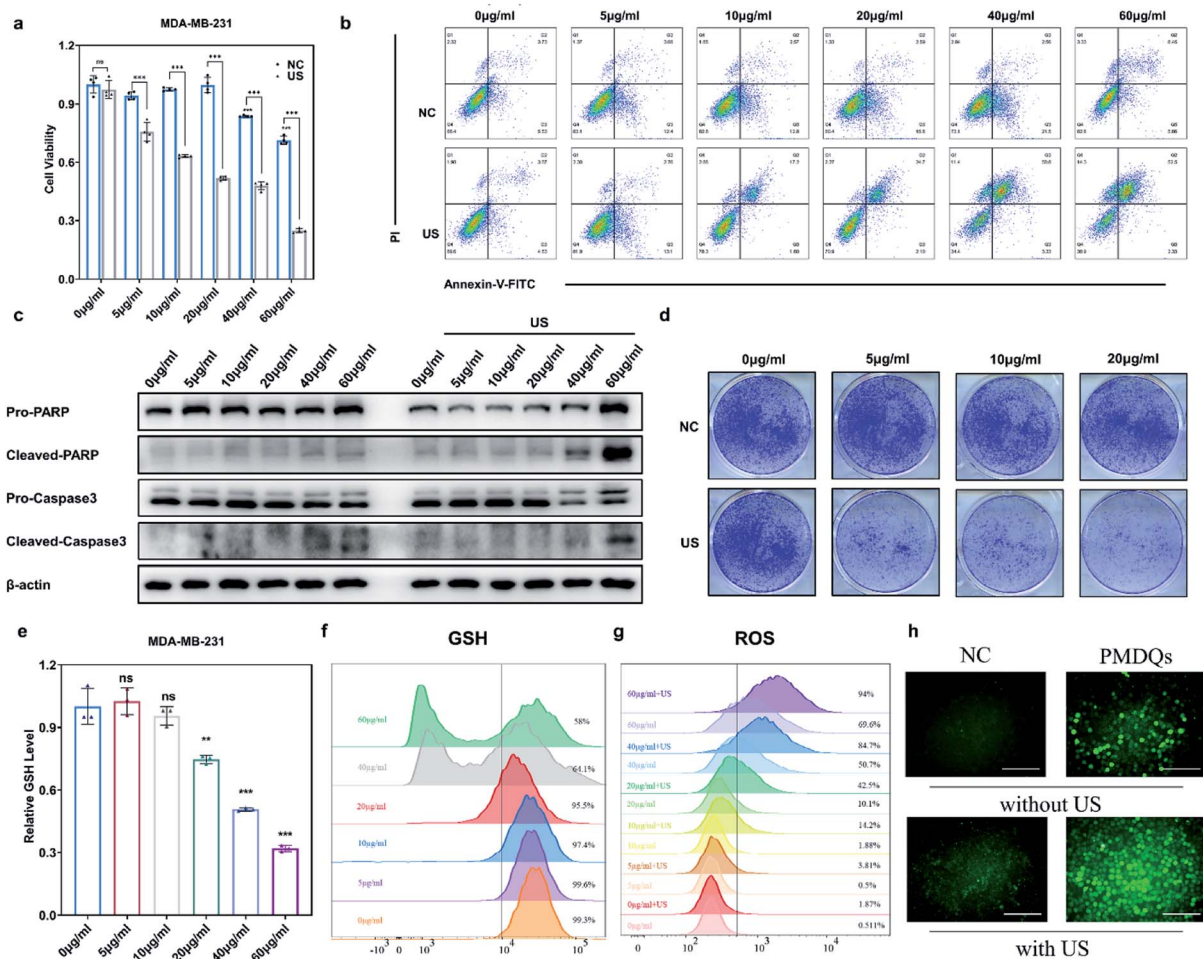 a
MDA-MB-231
1.2
0.9
0.6
0.3
0.0
Cell Viability
NC
US
ns
***
***
***
***
***
***
***
0μg/ml
5μg/ml
10μg/ml
20μg/ml
40μg/ml
60μg/ml
b
0μg/ml 5μg/ml 10μg/ml 20μg/ml 40μg/ml 60μg/ml
NC
US
PI
Annexin-V-FITC
c
US
0μg/ml 5μg/ml 10μg/ml 20μg/ml 40μg/ml 60μg/ml 0μg/ml 5μg/ml 10μg/ml 20μg/ml 40μg/ml 60μg/ml
Pro-PARP
Cleaved-PARP
Pro-Caspase3
Cleaved-Caspase3
β-actin
d
0μg/ml 5μg/ml 10μg/ml 20μg/ml
NC
US
e
MDA-MB-231
1.2
0.9
0.6
0.3
0.0
Relative GSH Level
ns
ns
**
***
***
0μg/ml
5μg/ml
10μg/ml
20μg/ml
40μg/ml
60μg/ml
f
GSH
60μg/ml 58%
40μg/ml 64.1%
20μg/ml 95.5%
10μg/ml 97.4%
5μg/ml 99.6%
0μg/ml 99.3%
-10³ 0 10³ 10⁴ 10⁵
g
ROS
60μg/ml+US 94%
60μg/ml 69.6%
40μg/ml+US 84.7%
40μg/ml 50.7%
20μg/ml+US 42.5%
20μg/ml 10.1%
10μg/ml+US 14.2%
10μg/ml 1.88%
5μg/ml+US 3.81%
5μg/ml 0.5%
0μg/ml+US 1.87%
0μg/ml 0.511%
0 10² 10³ 10⁴
h
NC PMDQs
without US
with US